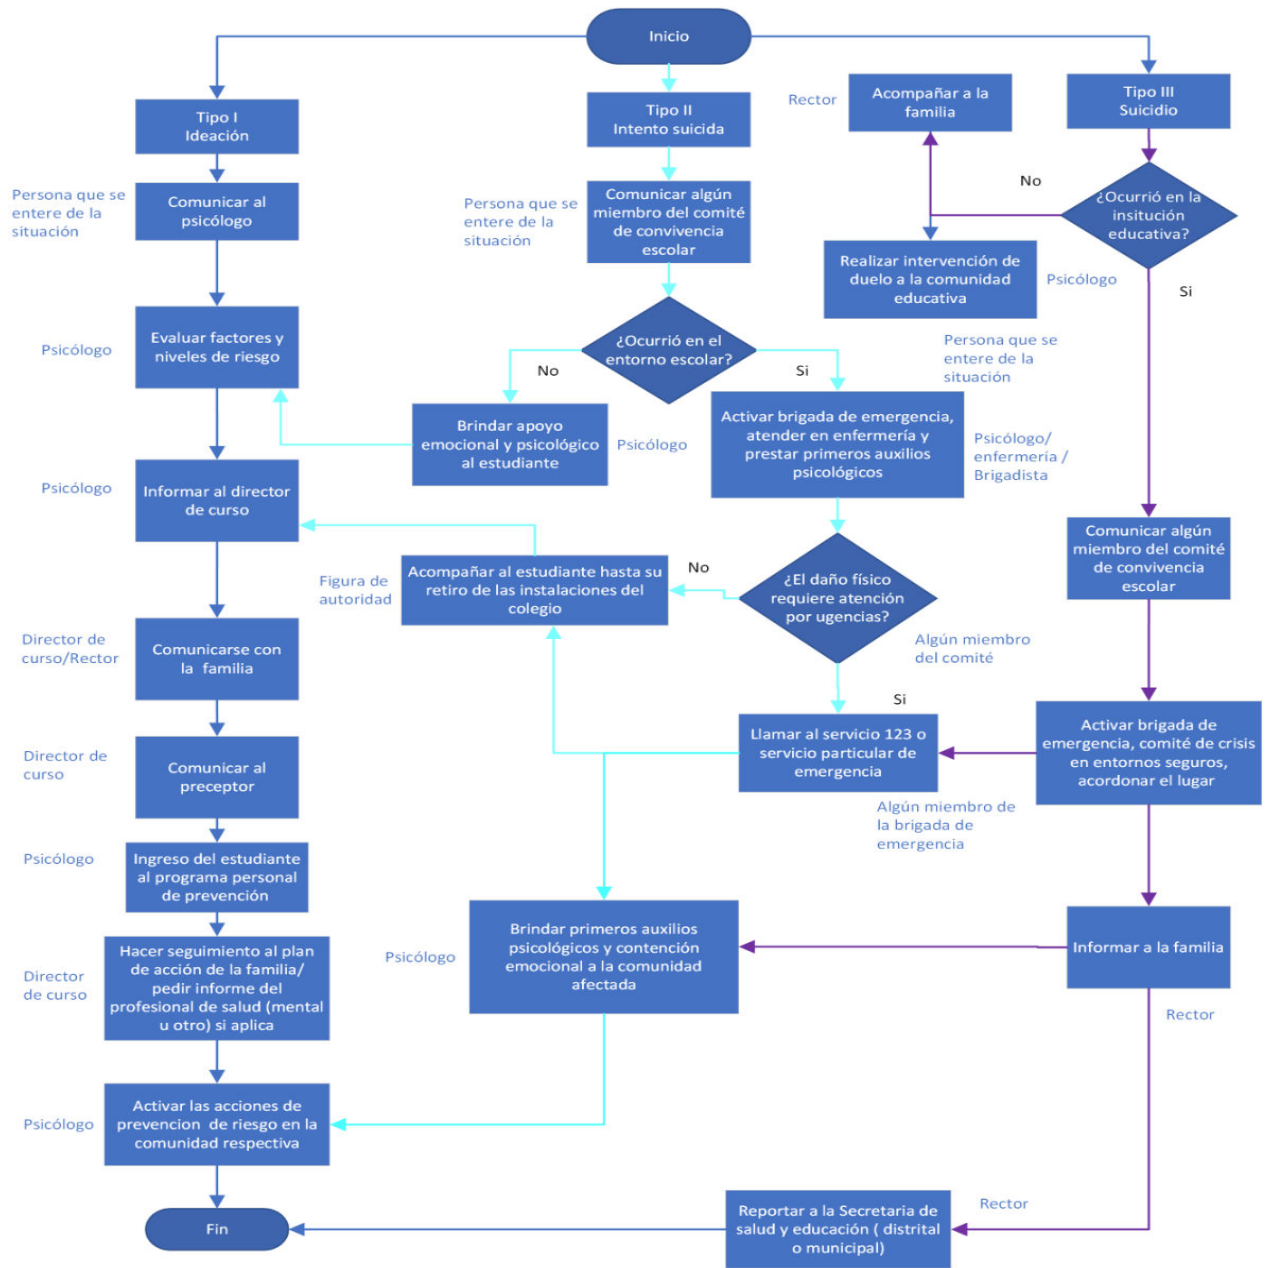 Inicio
Tipo I
Ideación
Persona que se
entere de la
situación
Comunicar al
psicólogo
Psicólogo
Evaluar factores y
niveles de riesgo
Psicólogo
Informar al director
de curso
Director de
curso/Rector
Comunicarse con
la familia
Director de
curso
Comunicar al
preceptor
Psicólogo
Ingreso del estudiante
al programa personal
de prevención
Director
de curso
Hacer seguimiento al plan
de acción de la familia/
pedir informe del
profesional de salud (mental
u otro) si aplica
Psicólogo
Activar las acciones de
prevencion de riesgo en la
comunidad respectiva
Fin
Tipo II
Intento suicida
Persona que se
entere de la
situación
Comunicar algún
miembro del comité
de convivencia
escolar
¿Ocurrió en el
entorno escolar?
No
Si
Brindar apoyo
emocional y psicológico
al estudiante
Psicólogo
Persona que se
entere de la
situación
Activar brigada de emergencia,
atender en enfermería y
prestar primeros auxilios
psicológicos
Psicólogo/
enfermería /
Brigadista
¿El daño físico
requiere atención
por ugencias?
No
Si
Algún miembro
del comité
Figura de
autoridad
Acompañar al estudiante hasta su
retiro de las instalaciones del
colegio
Llamar al servicio 123 o
servicio particular de
emergencia
Algún miembro de
la brigada de
emergencia
Psicólogo
Brindar primeros auxilios
psicológicos y contención
emocional a la comunidad
afectada
Tipo III
Suicidio
¿Ocurrió en la
insitución
educativa?
No
Si
Rector
Acompañar a la
familia
Realizar intervención de
duelo a la comunidad
educativa
Psicólogo
Comunicar algún
miembro del comité
de convivencia
escolar
Activar brigada de
emergencia, comité de crisis
en entornos seguros,
acordonar el lugar
Informar a la familia
Rector
Rector
Reportar a la Secretaria de
salud y educación ( distrital
o municipal)